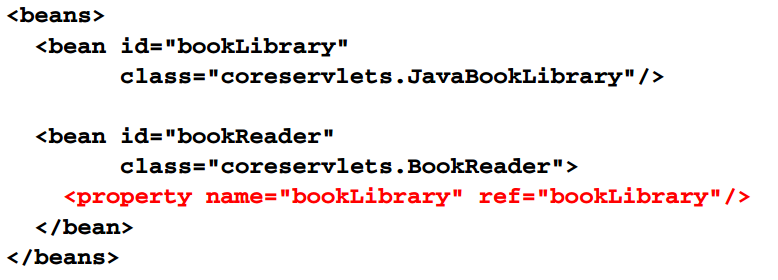 <beans>
  <bean id="bookLibrary"
        class="coreservlets.JavaBookLibrary"/>

  <bean id="bookReader"
        class="coreservlets.BookReader">
    <property name="bookLibrary" ref="bookLibrary"/>
  </bean>
</beans>